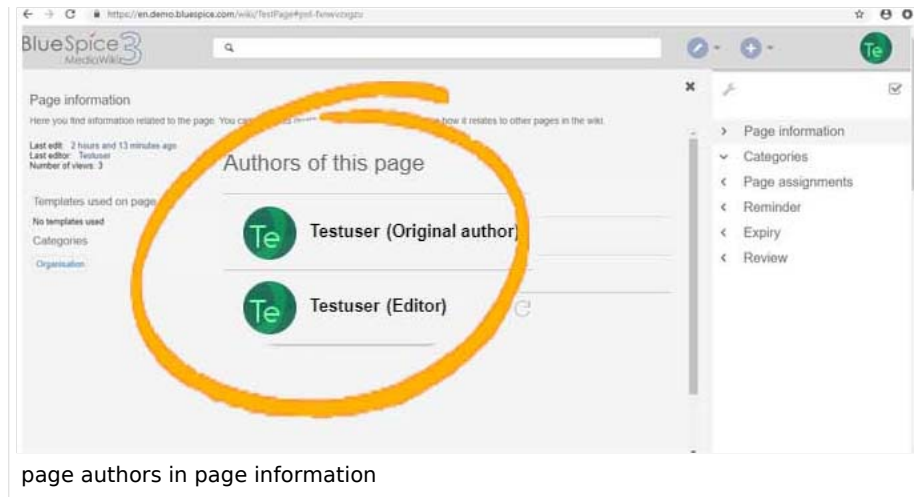 https://en.demo.bluespice.com/wiki/TestPage
BlueSpice 3
MediaWiki
Te
Page information
Here you find information related to the page. You can how it relates to other pages in the wiki.
Last edit: 2 hours and 13 minutes ago
Last editor: Testuser
Number of views: 3
Templates used on page
No templates used
Categories
Organisation
Authors of this page
Te Testuser (Original author)
Te Testuser (Editor)
Page information
Categories
Page assignments
Reminder
Expiry
Review
page authors in page information